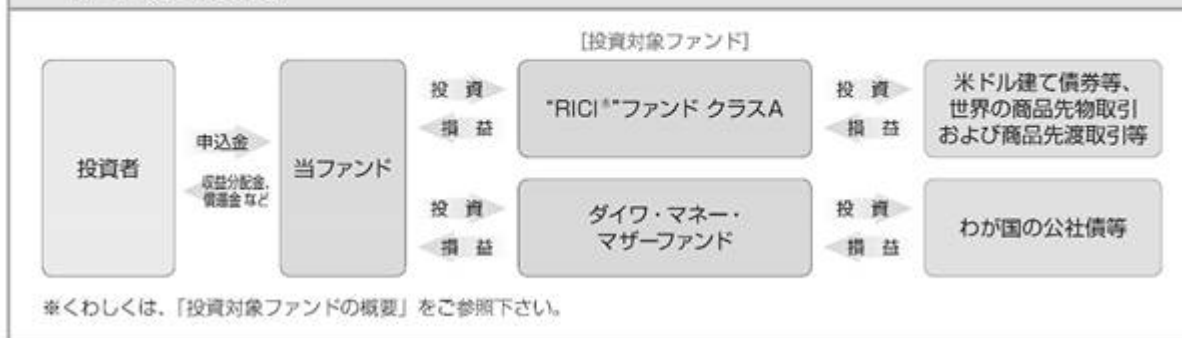 [投資対象ファンド]
投資者
申込金
収益分配金、
償還金 など
当ファンド
投 資
損 益
"RICI®"ファンド クラスA
投 資
損 益
米ドル建て債券等、
世界の商品先物取引
および商品先渡取引等
投 資
損 益
ダイワ・マネー・
マザーファンド
投 資
損 益
わが国の公社債等
※くわしくは、「投資対象ファンドの概要」をご参照下さい。